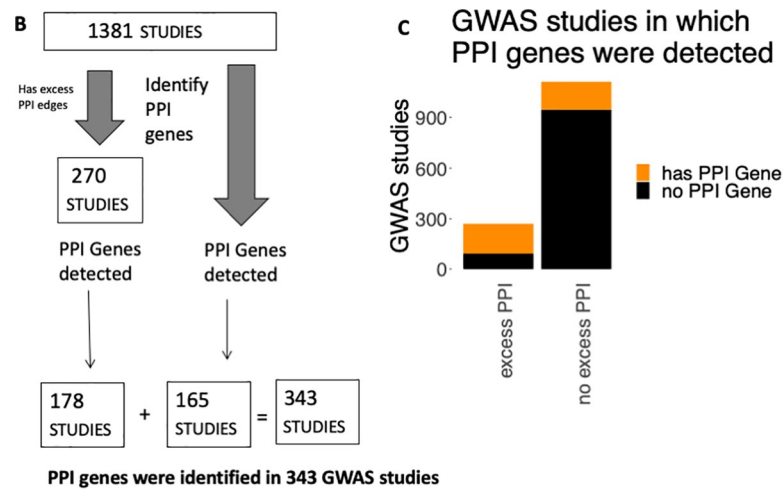 B
1381 STUDIES
Has excess
PPI edges
Identify
PPI
genes
270
STUDIES
PPI Genes
detected
PPI Genes
detected
178
STUDIES
+
165
STUDIES
=
343
STUDIES
PPI genes were identified in 343 GWAS studies
C
GWAS studies in which
PPI genes were detected
GWAS studies
900
600
300
0
excess PPI
no excess PPI
has PPI Gene
no PPI Gene